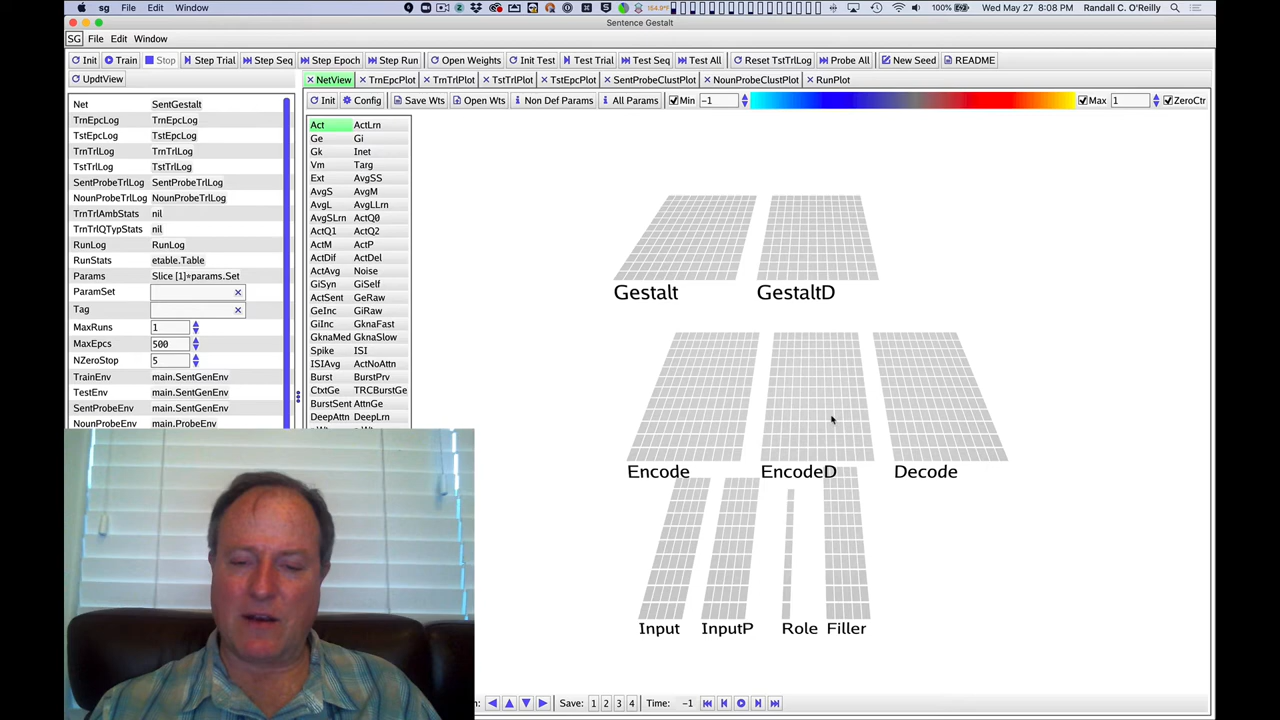 SG File Edit Window 154.9°F 100% Wed May 27 8:08 PM Randall C. O'Reilly
Sentence Gestalt
SG File Edit Window
Init Train Stop Step Trial Step Seq Step Epoch Step Run Open Weights Init Test Test Trial Test Seq Test All Reset TstTrlLog Probe All New Seed README
UpdtView
NetView TrnEpcPlot TrnTrlPlot TstTrlPlot TstEpcPlot SentProbeClustPlot NounProbeClustPlot RunPlot
Init Config Save Wts Open Wts Non Def Params All Params Min -1 Max 1 ZeroCtr
Net SentGestalt
TrnEpcLog TrnEpcLog
TstEpcLog TstEpcLog
TrnTrlLog TrnTrlLog
TstTrlLog TstTrlLog
SentProbeTrlLog SentProbeTrlLog
NounProbeTrlLog NounProbeTrlLog
TrnTrlAmbStats nil
TrnTrlQTypStats nil
RunLog RunLog
RunStats etable.Table
Params Slice [1]*params.Set
ParamSet
Tag
MaxRuns 1
MaxEpcs 500
NZeroStop 5
TrainEnv main.SentGenEnv
TestEnv main.SentGenEnv
SentProbeEnv main.SentGenEnv
NounProbeEnv main.ProbeEnv
Act ActLrn
Ge Gi
Gk Inet
Vm Targ
Ext AvgSS
AvgS AvgM
AvgL AvgLLrn
AvgSLrn ActQ0
ActQ1 ActQ2
ActM ActP
ActDif ActDel
ActAvg Noise
GiSyn GiSelf
ActSent GeRaw
GeInc GiRaw
GiInc GknaFast
GknaMed GknaSlow
Spike ISI
ISIAvg ActNoAttn
Burst BurstPrv
CtxtGe TRCBurstGe
BurstSent AttnGe
DeepAttn DeepLrn
Gestalt GestaltD
Encode EncodeD Decode
Input InputP Role Filler
Save: 1 2 3 4 Time: -1